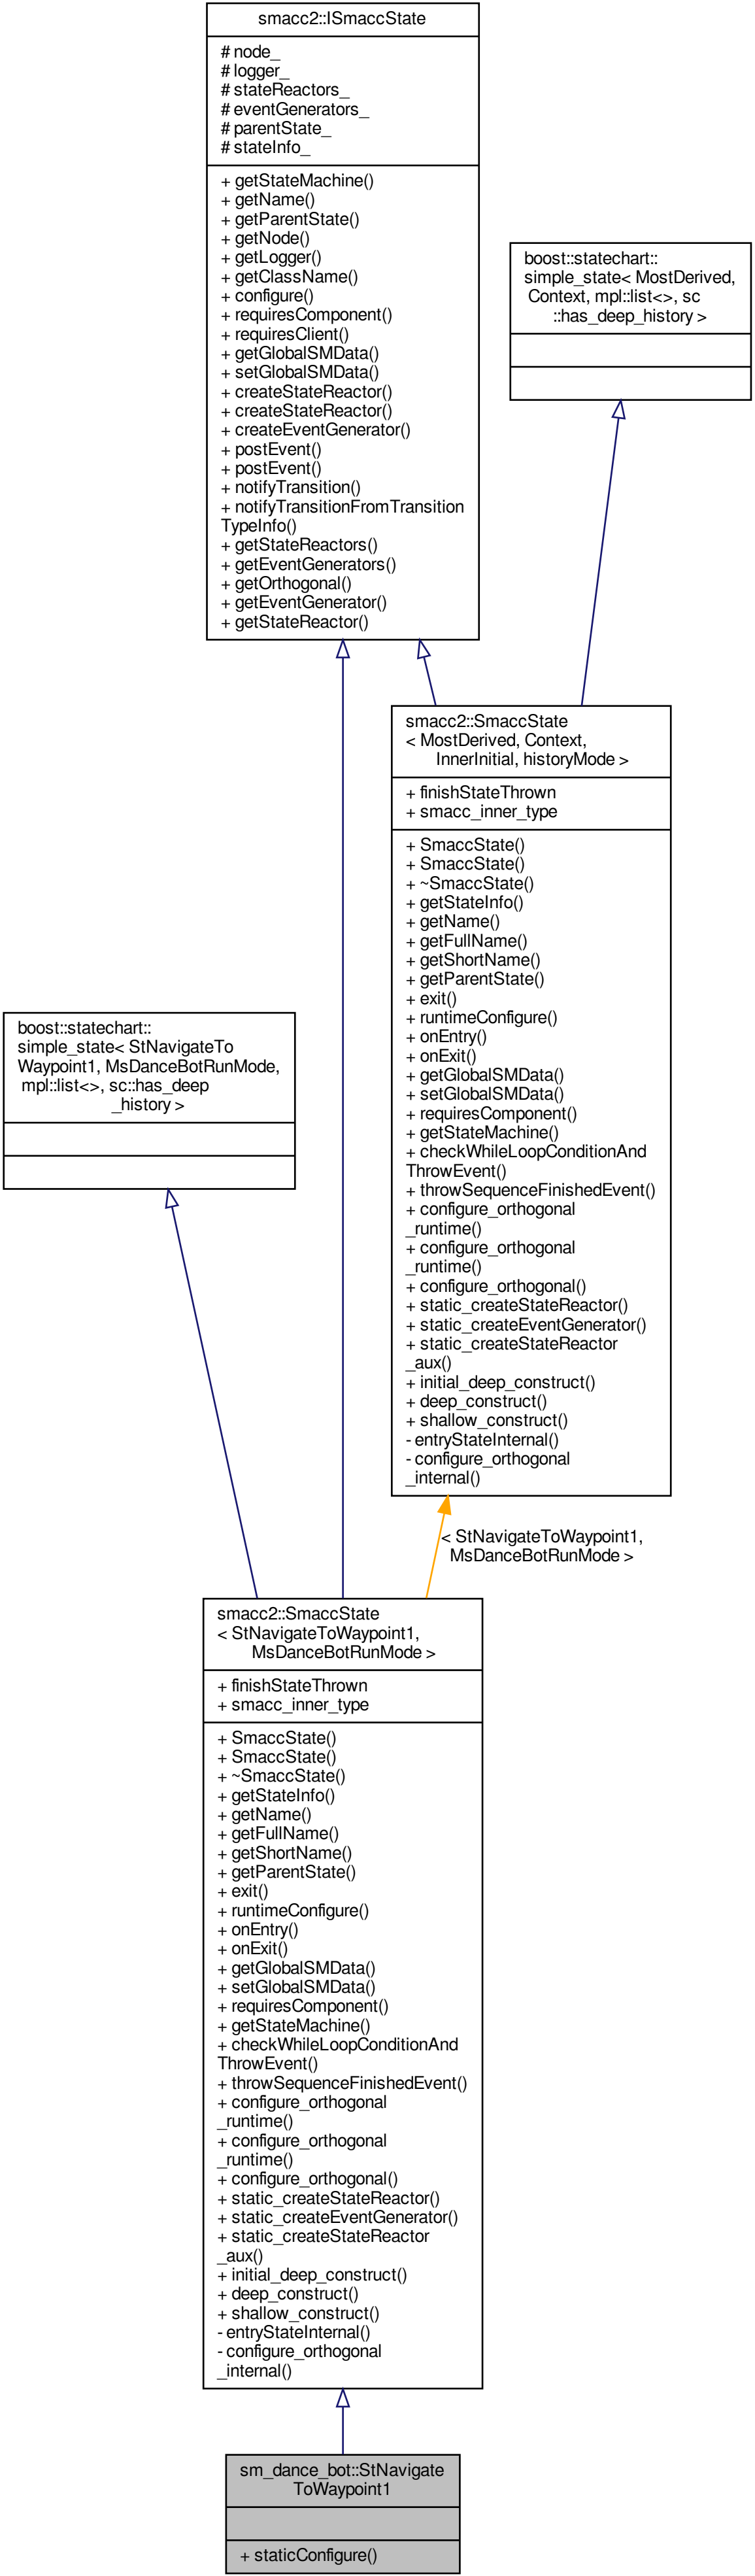 smacc2::ISmaccState
# node_
# logger_
# stateReactors_
# eventGenerators_
# parentState_
# stateInfo_
+ getStateMachine()
+ getName()
+ getParentState()
+ getNode()
+ getLogger()
+ getClassName()
+ configure()
+ requiresComponent()
+ requiresClient()
+ getGlobalSMData()
+ setGlobalSMData()
+ createStateReactor()
+ createStateReactor()
+ createEventGenerator()
+ postEvent()
+ postEvent()
+ notifyTransition()
+ notifyTransitionFromTransition
TypeInfo()
+ getStateReactors()
+ getEventGenerators()
+ getOrthogonal()
+ getEventGenerator()
+ getStateReactor()
boost::statechart::
simple_state< MostDerived,
Context, mpl::list<>, sc
::has_deep_history >
smacc2::SmaccState
< MostDerived, Context,
InnerInitial, historyMode >
+ finishStateThrown
+ smacc_inner_type
+ SmaccState()
+ SmaccState()
+ ~SmaccState()
+ getStateInfo()
+ getName()
+ getFullName()
+ getShortName()
+ getParentState()
+ exit()
+ runtimeConfigure()
+ onEntry()
+ onExit()
+ getGlobalSMData()
+ setGlobalSMData()
+ requiresComponent()
+ getStateMachine()
+ checkWhileLoopConditionAnd
ThrowEvent()
+ throwSequenceFinishedEvent()
+ configure_orthogonal
_runtime()
+ configure_orthogonal
_runtime()
+ configure_orthogonal()
+ static_createStateReactor()
+ static_createEventGenerator()
+ static_createStateReactor
_aux()
+ initial_deep_construct()
+ deep_construct()
+ shallow_construct()
- entryStateInternal()
- configure_orthogonal
_internal()
boost::statechart::
simple_state< StNavigateTo
Waypoint1, MsDanceBotRunMode,
mpl::list<>, sc::has_deep
_history >
< StNavigateToWaypoint1,
MsDanceBotRunMode >
smacc2::SmaccState
< StNavigateToWaypoint1,
MsDanceBotRunMode >
+ finishStateThrown
+ smacc_inner_type
+ SmaccState()
+ SmaccState()
+ ~SmaccState()
+ getStateInfo()
+ getName()
+ getFullName()
+ getShortName()
+ getParentState()
+ exit()
+ runtimeConfigure()
+ onEntry()
+ onExit()
+ getGlobalSMData()
+ setGlobalSMData()
+ requiresComponent()
+ getStateMachine()
+ checkWhileLoopConditionAnd
ThrowEvent()
+ throwSequenceFinishedEvent()
+ configure_orthogonal
_runtime()
+ configure_orthogonal
_runtime()
+ configure_orthogonal()
+ static_createStateReactor()
+ static_createEventGenerator()
+ static_createStateReactor
_aux()
+ initial_deep_construct()
+ deep_construct()
+ shallow_construct()
- entryStateInternal()
- configure_orthogonal
_internal()
sm_dance_bot::StNavigate
ToWaypoint1
+ staticConfigure()